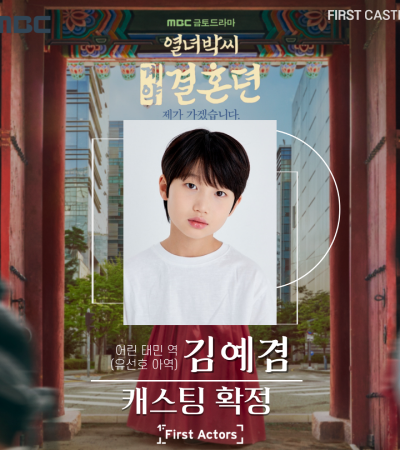 MBC
FIRST CASTE
MBC 금토드라마
열녀박씨
계약결혼뎐
제가 가겠습니다.
어린 태민 역
(유선호 아역)
김예겸
캐스팅 확정
First Actors